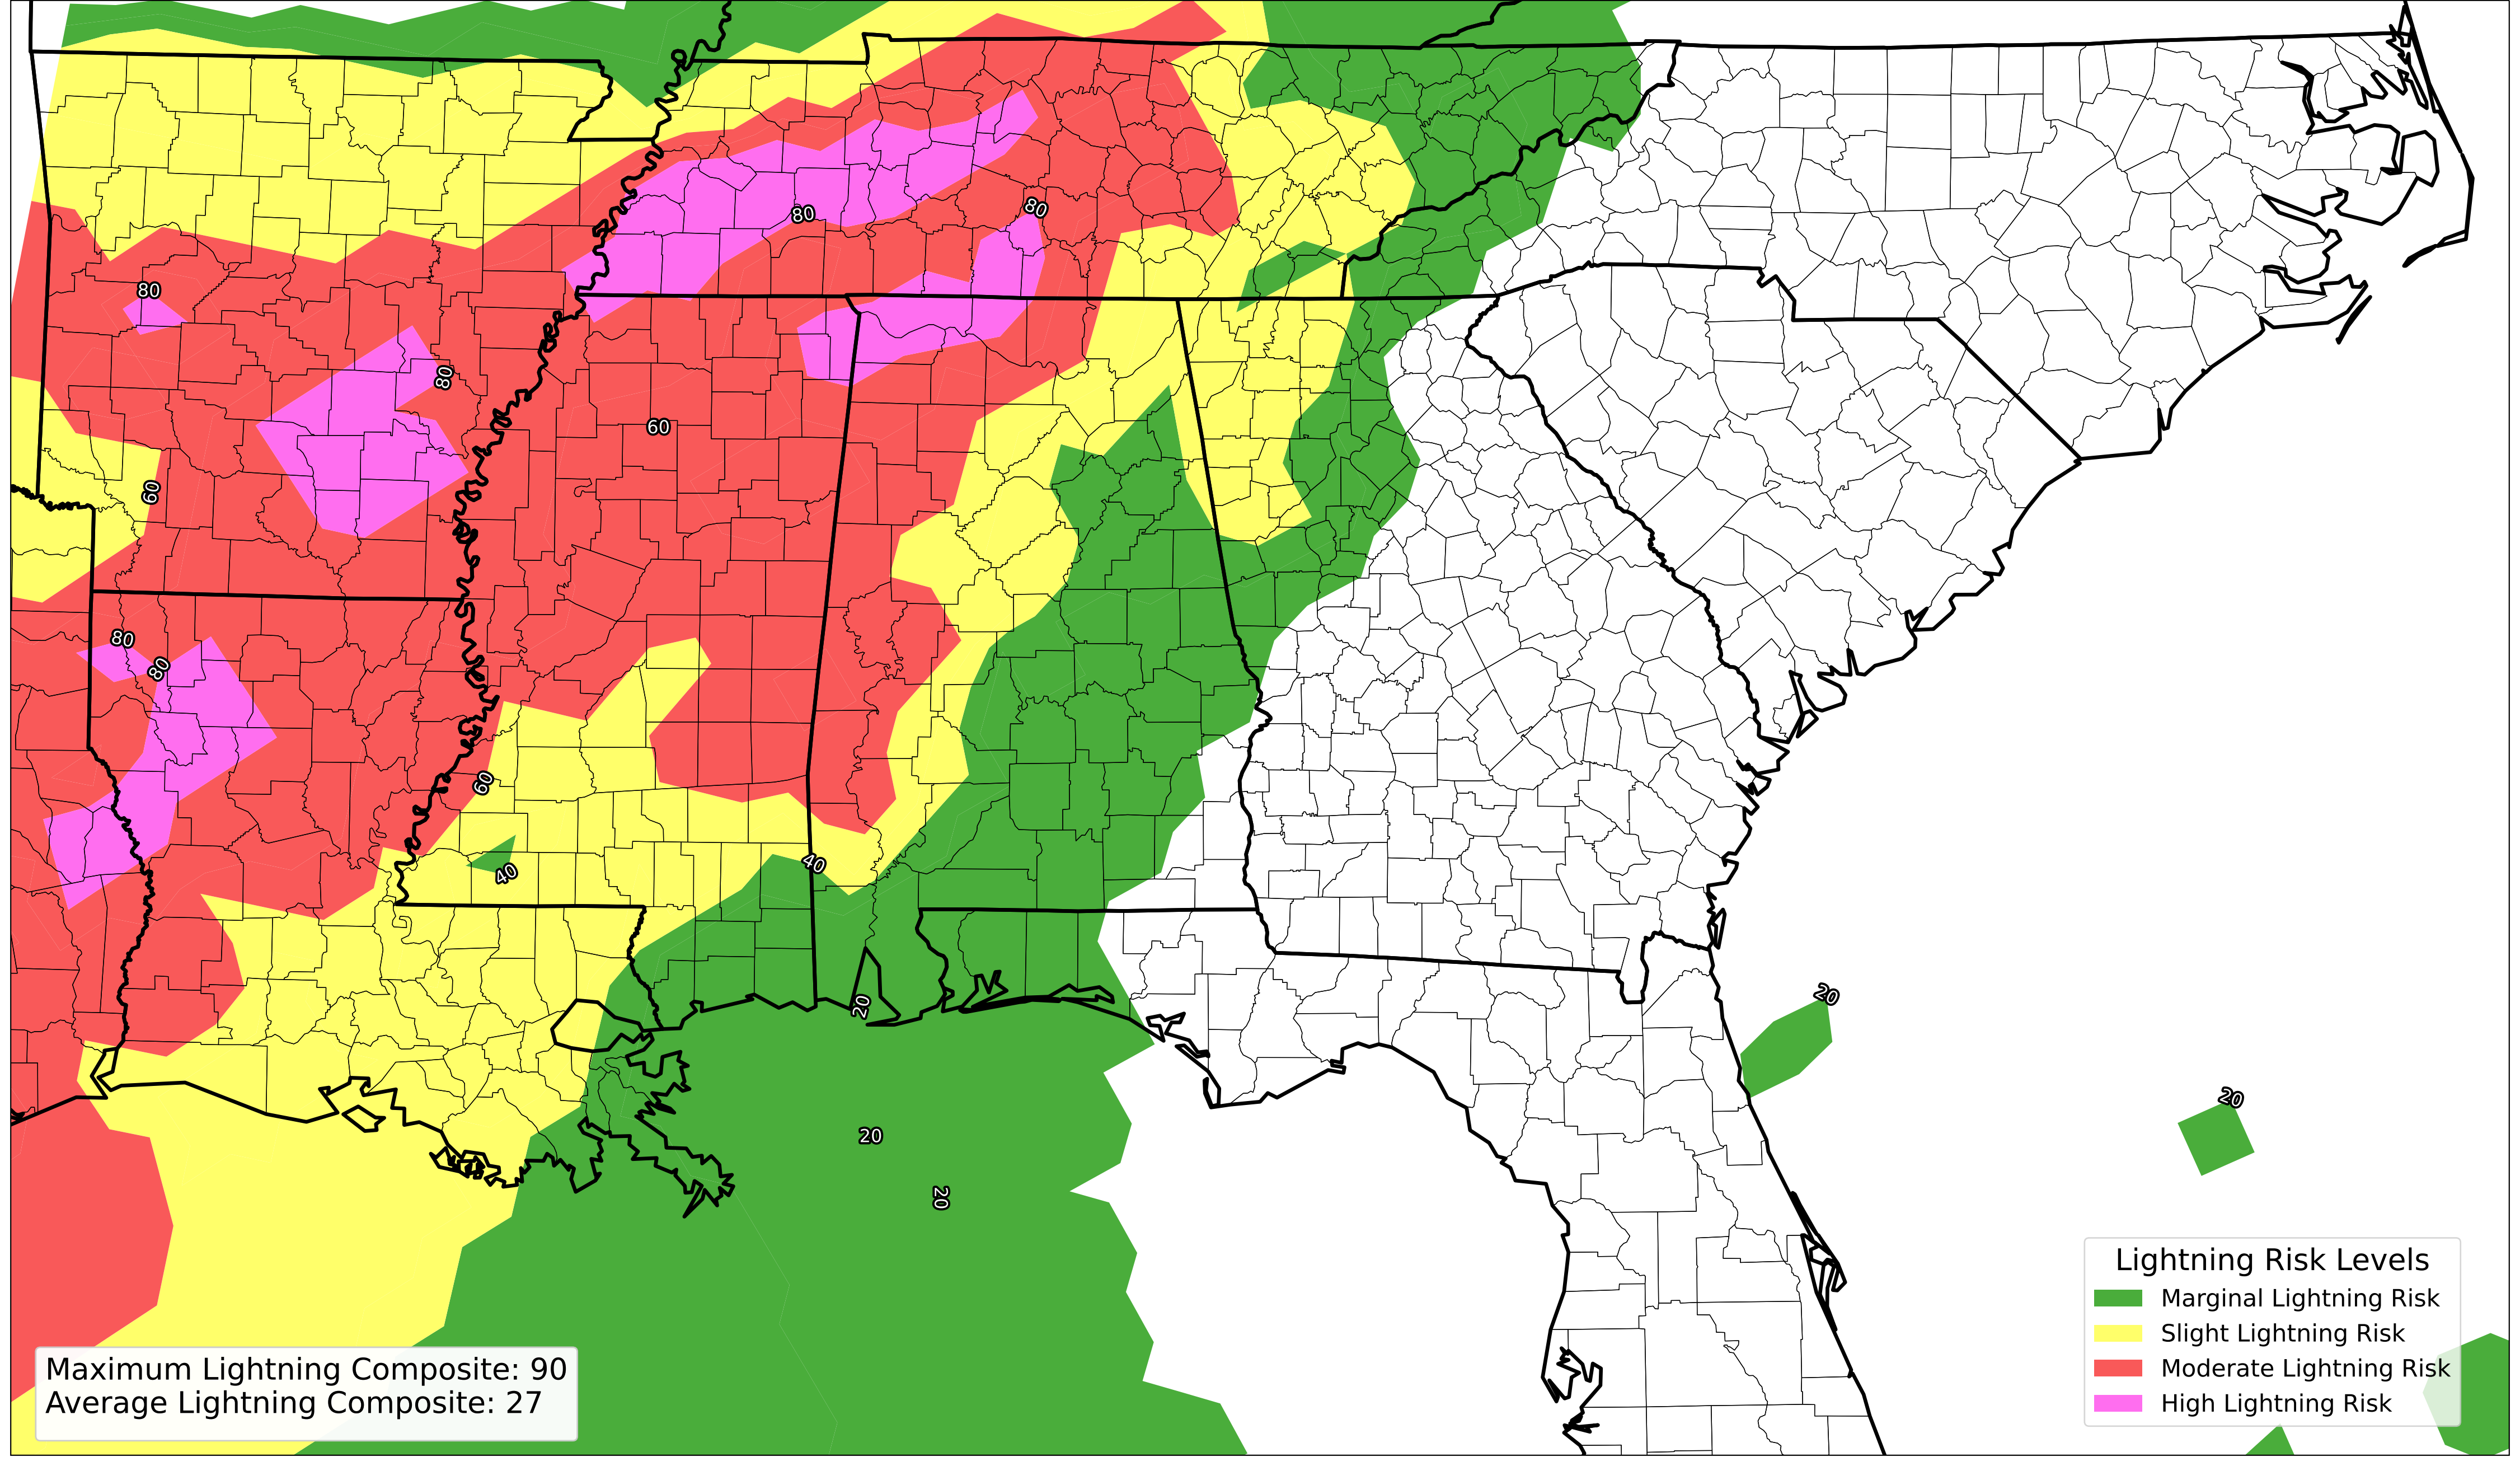 80
80
80
80
60
60
80
80
60
40
40
20
20
20
20
20
Lightning Risk Levels
Marginal Lightning Risk
Slight Lightning Risk
Moderate Lightning Risk
High Lightning Risk
Maximum Lightning Composite: 90
Average Lightning Composite: 27